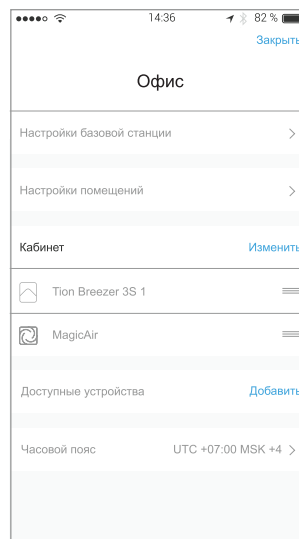 14:36 82 %
Закрыть
Офис
Настройки базовой станции
Настройки помещений
Кабинет Изменить
Tion Breezer 3S 1
MagicAir
Доступные устройства Добавить
Часовой пояс UTC +07:00 MSK +4